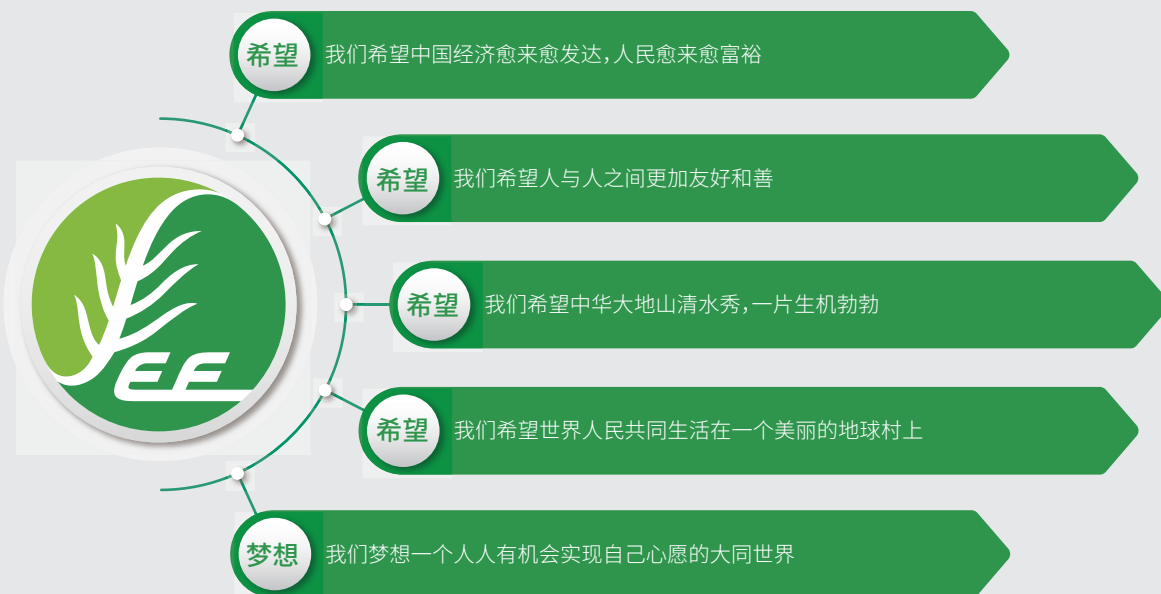 希望
我们希望中国经济愈来愈发达,人民愈来愈富裕
希望
我们希望人与人之间更加友好和善
希望
我们希望中华大地山清水秀,一片生机勃勃
希望
我们希望世界人民共同生活在一个美丽的地球村上
梦想
我们梦想一个人人有机会实现自己心愿的大同世界
YEE